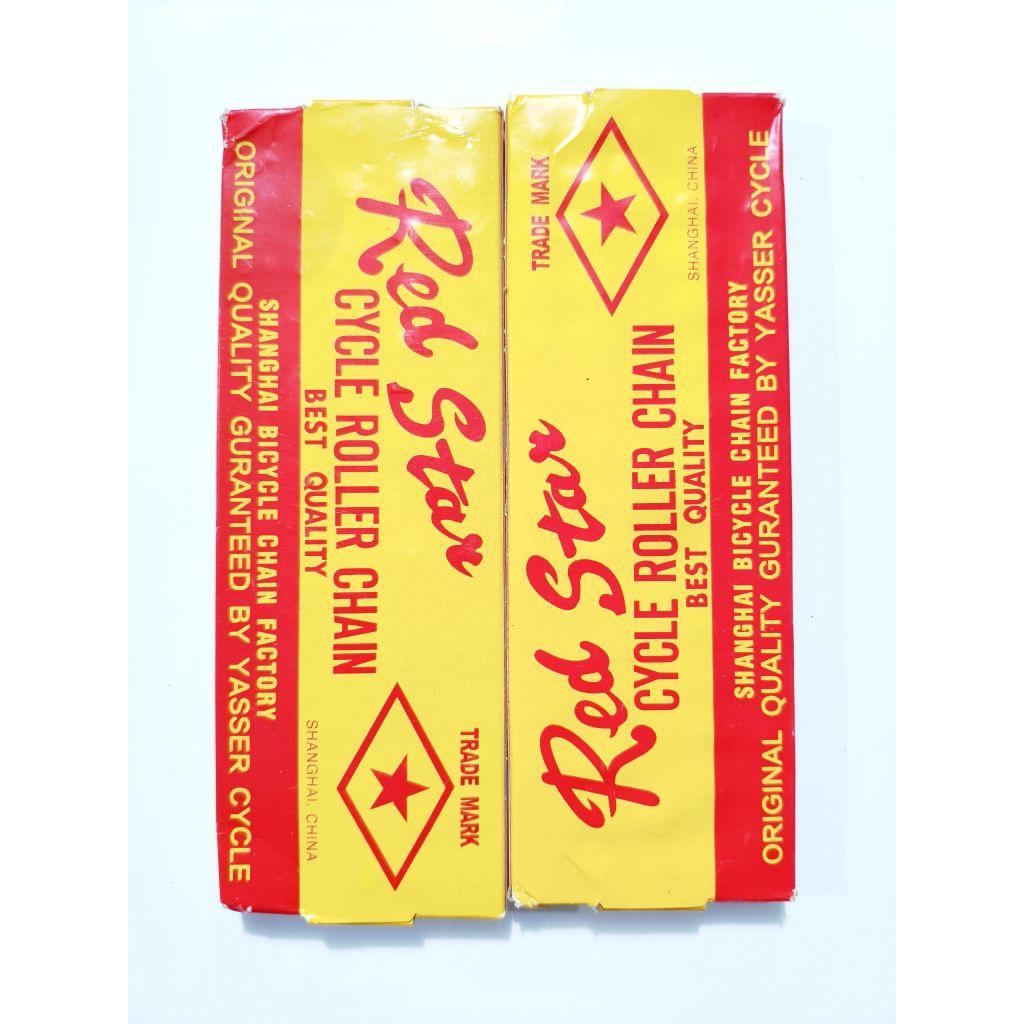 Red Star
CYCLE ROLLER CHAIN
BEST QUALITY
TRADE MARK
SHANGHAI, CHINA
SHANGHAI BICYCLE CHAIN FACTORY
ORIGINAL QUALITY GURANTEED BY YASSER CYCLE
TRADE MARK
SHANGHAI, CHINA
Red Star
CYCLE ROLLER CHAIN
BEST QUALITY
SHANGHAI BICYCLE CHAIN FACTORY
ORIGINAL QUALITY GURANTEED BY YASSER CYCLE